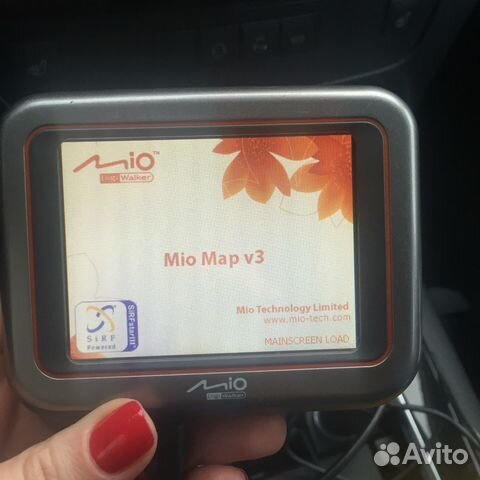 Mio™
DigiWalker
Mio Map v3
Mio Technology Limited
www.mio-tech.com
MAINSCREEN LOAD
SiRF
Powered
SiRFstarIII
Mio
DigiWalker
Avito